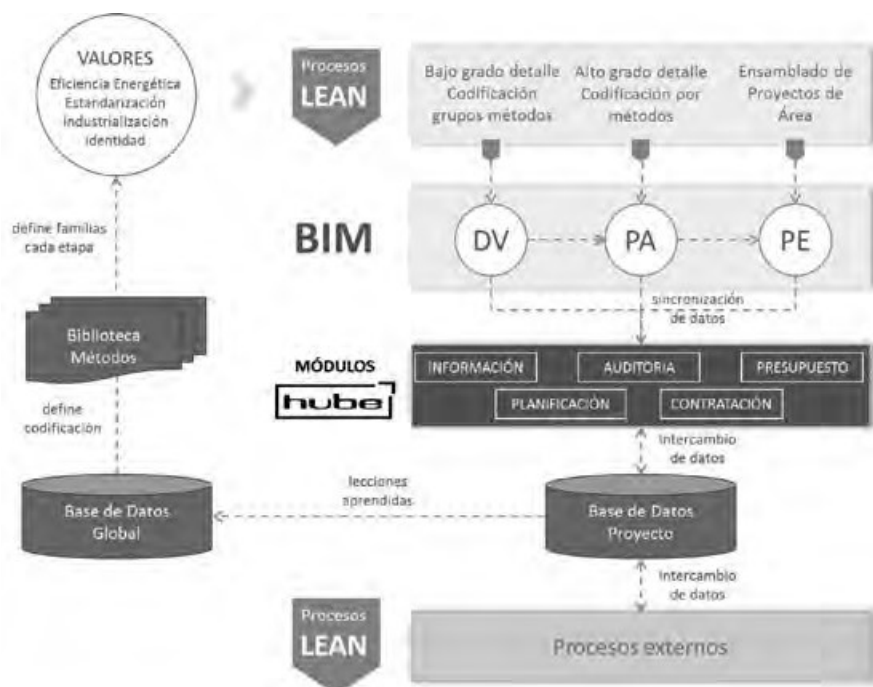 VALORES
Eficiencia Energética
Estandarización
Industrialización
identidad
Procesos
LEAN
Bajo grado detalle
Codificación
grupos métodos
Alto grado detalle
Codificación por
métodos
Ensamblado de
Proyectos de
Área
define familias
cada etapa
BIM
DV
PA
PE
sincronización
de datos
Biblioteca
Métodos
MÓDULOS
hube
INFORMACIÓN
AUDITORIA
PRESUPUESTO
PLANIFICACIÓN
CONTRATACIÓN
define
codificación
Intercambio
de datos
lecciones
aprendidas
Base de Datos
Global
Base de Datos
Proyecto
Intercambio
de datos
Procesos
LEAN
Procesos externos